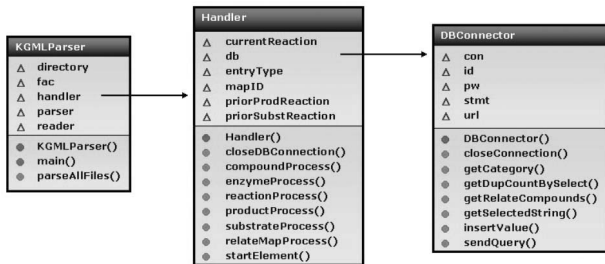 KGMLParser
directory
fac
handler
parser
reader
KGMLParser()
main()
parseAllFiles()
Handler
currentReaction
db
entryType
mapID
priorProdReaction
priorSubstReaction
Handler()
closeDBConnection()
compoundProcess()
enzymeProcess()
reactionProcess()
productProcess()
substrateProcess()
relateMapProcess()
startElement()
DBConnector
con
id
pw
stmt
url
DBConnector()
closeConnection()
getCategory()
getDupCountBySelect()
getRelateCompounds()
getSelectedString()
insertValue()
sendQuery()